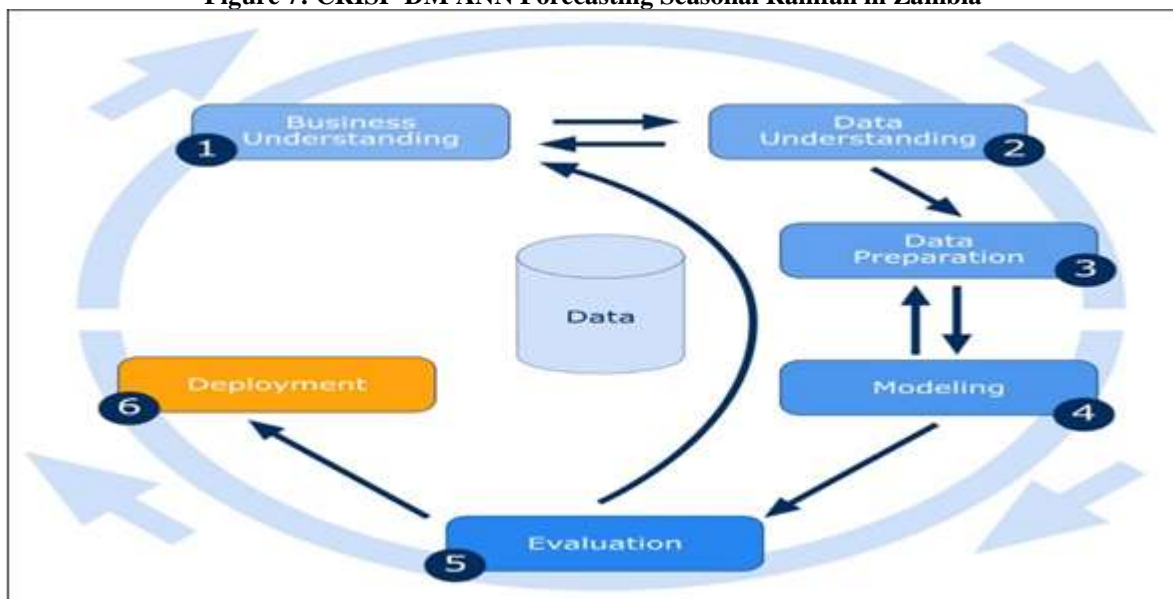 Figure 7: CRISP-DM ANN Forecasting Seasonal Rainfall in Zambia
Business
Understanding
1
Data
Understanding
2
Data
Preparation
3
Data
Modeling
4
Deployment
6
Evaluation
5